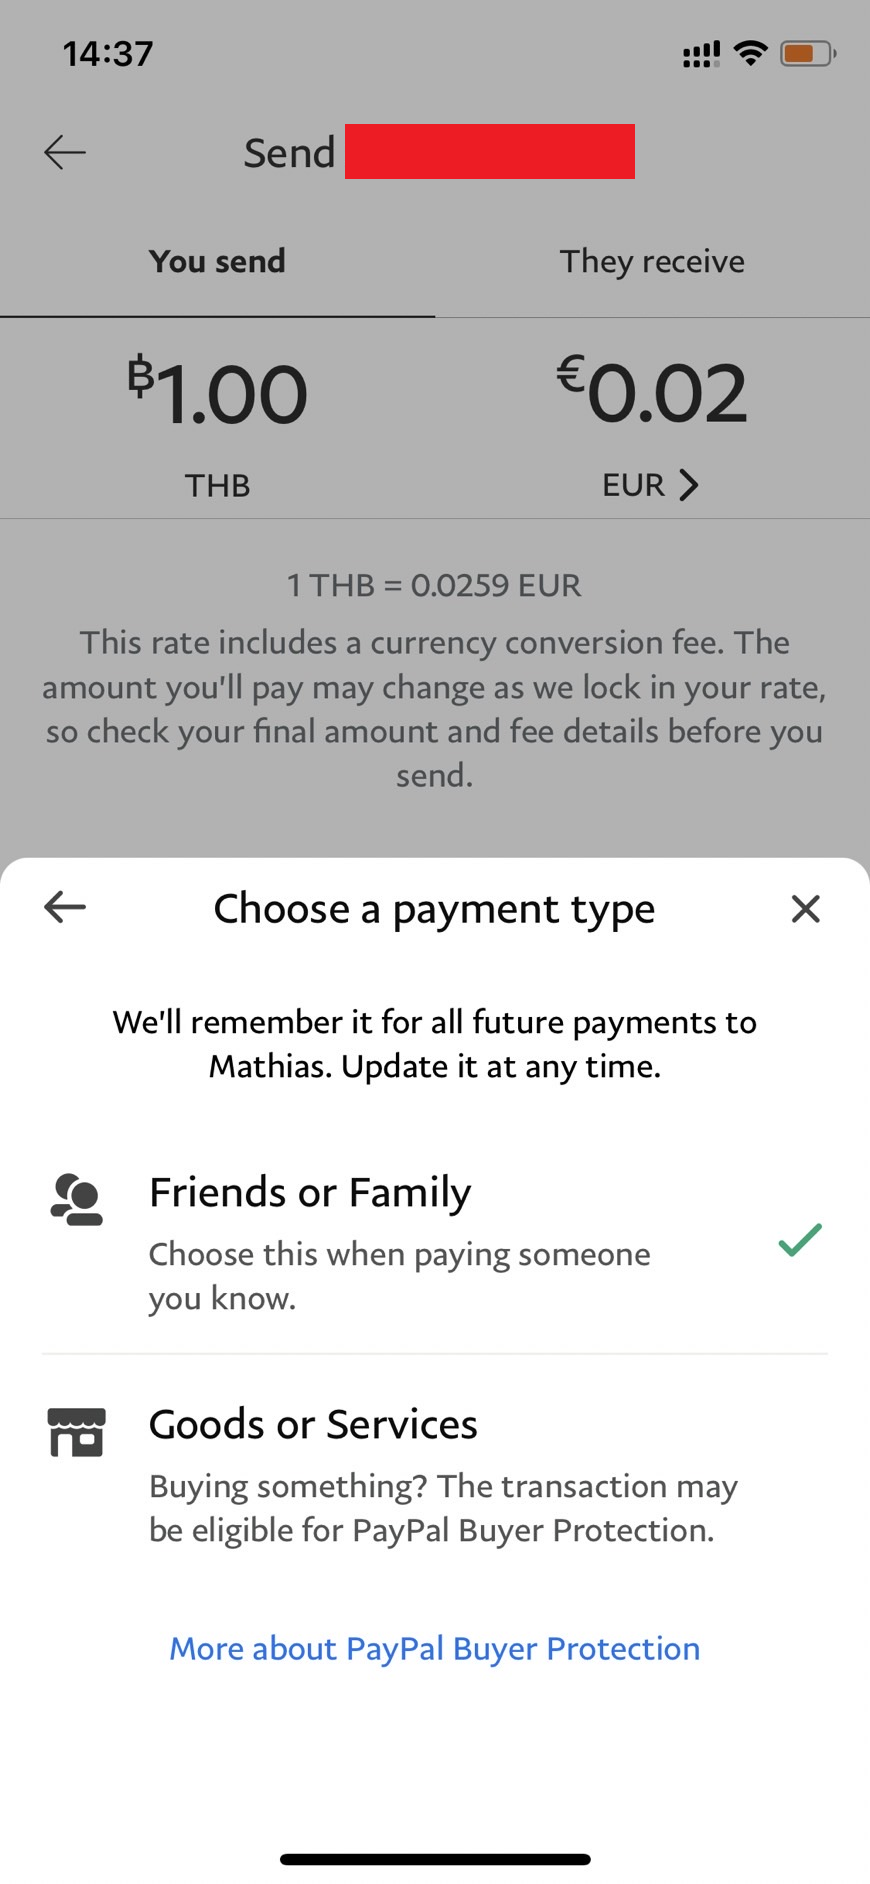 14:37
Send
You send
They receive
฿1.00
€0.02
THB
EUR
1 THB = 0.0259 EUR
This rate includes a currency conversion fee. The
amount you'll pay may change as we lock in your rate,
so check your final amount and fee details before you
send.
Choose a payment type
We'll remember it for all future payments to
Mathias. Update it at any time.
Friends or Family
Choose this when paying someone
you know.
Goods or Services
Buying something? The transaction may
be eligible for PayPal Buyer Protection.
More about PayPal Buyer Protection